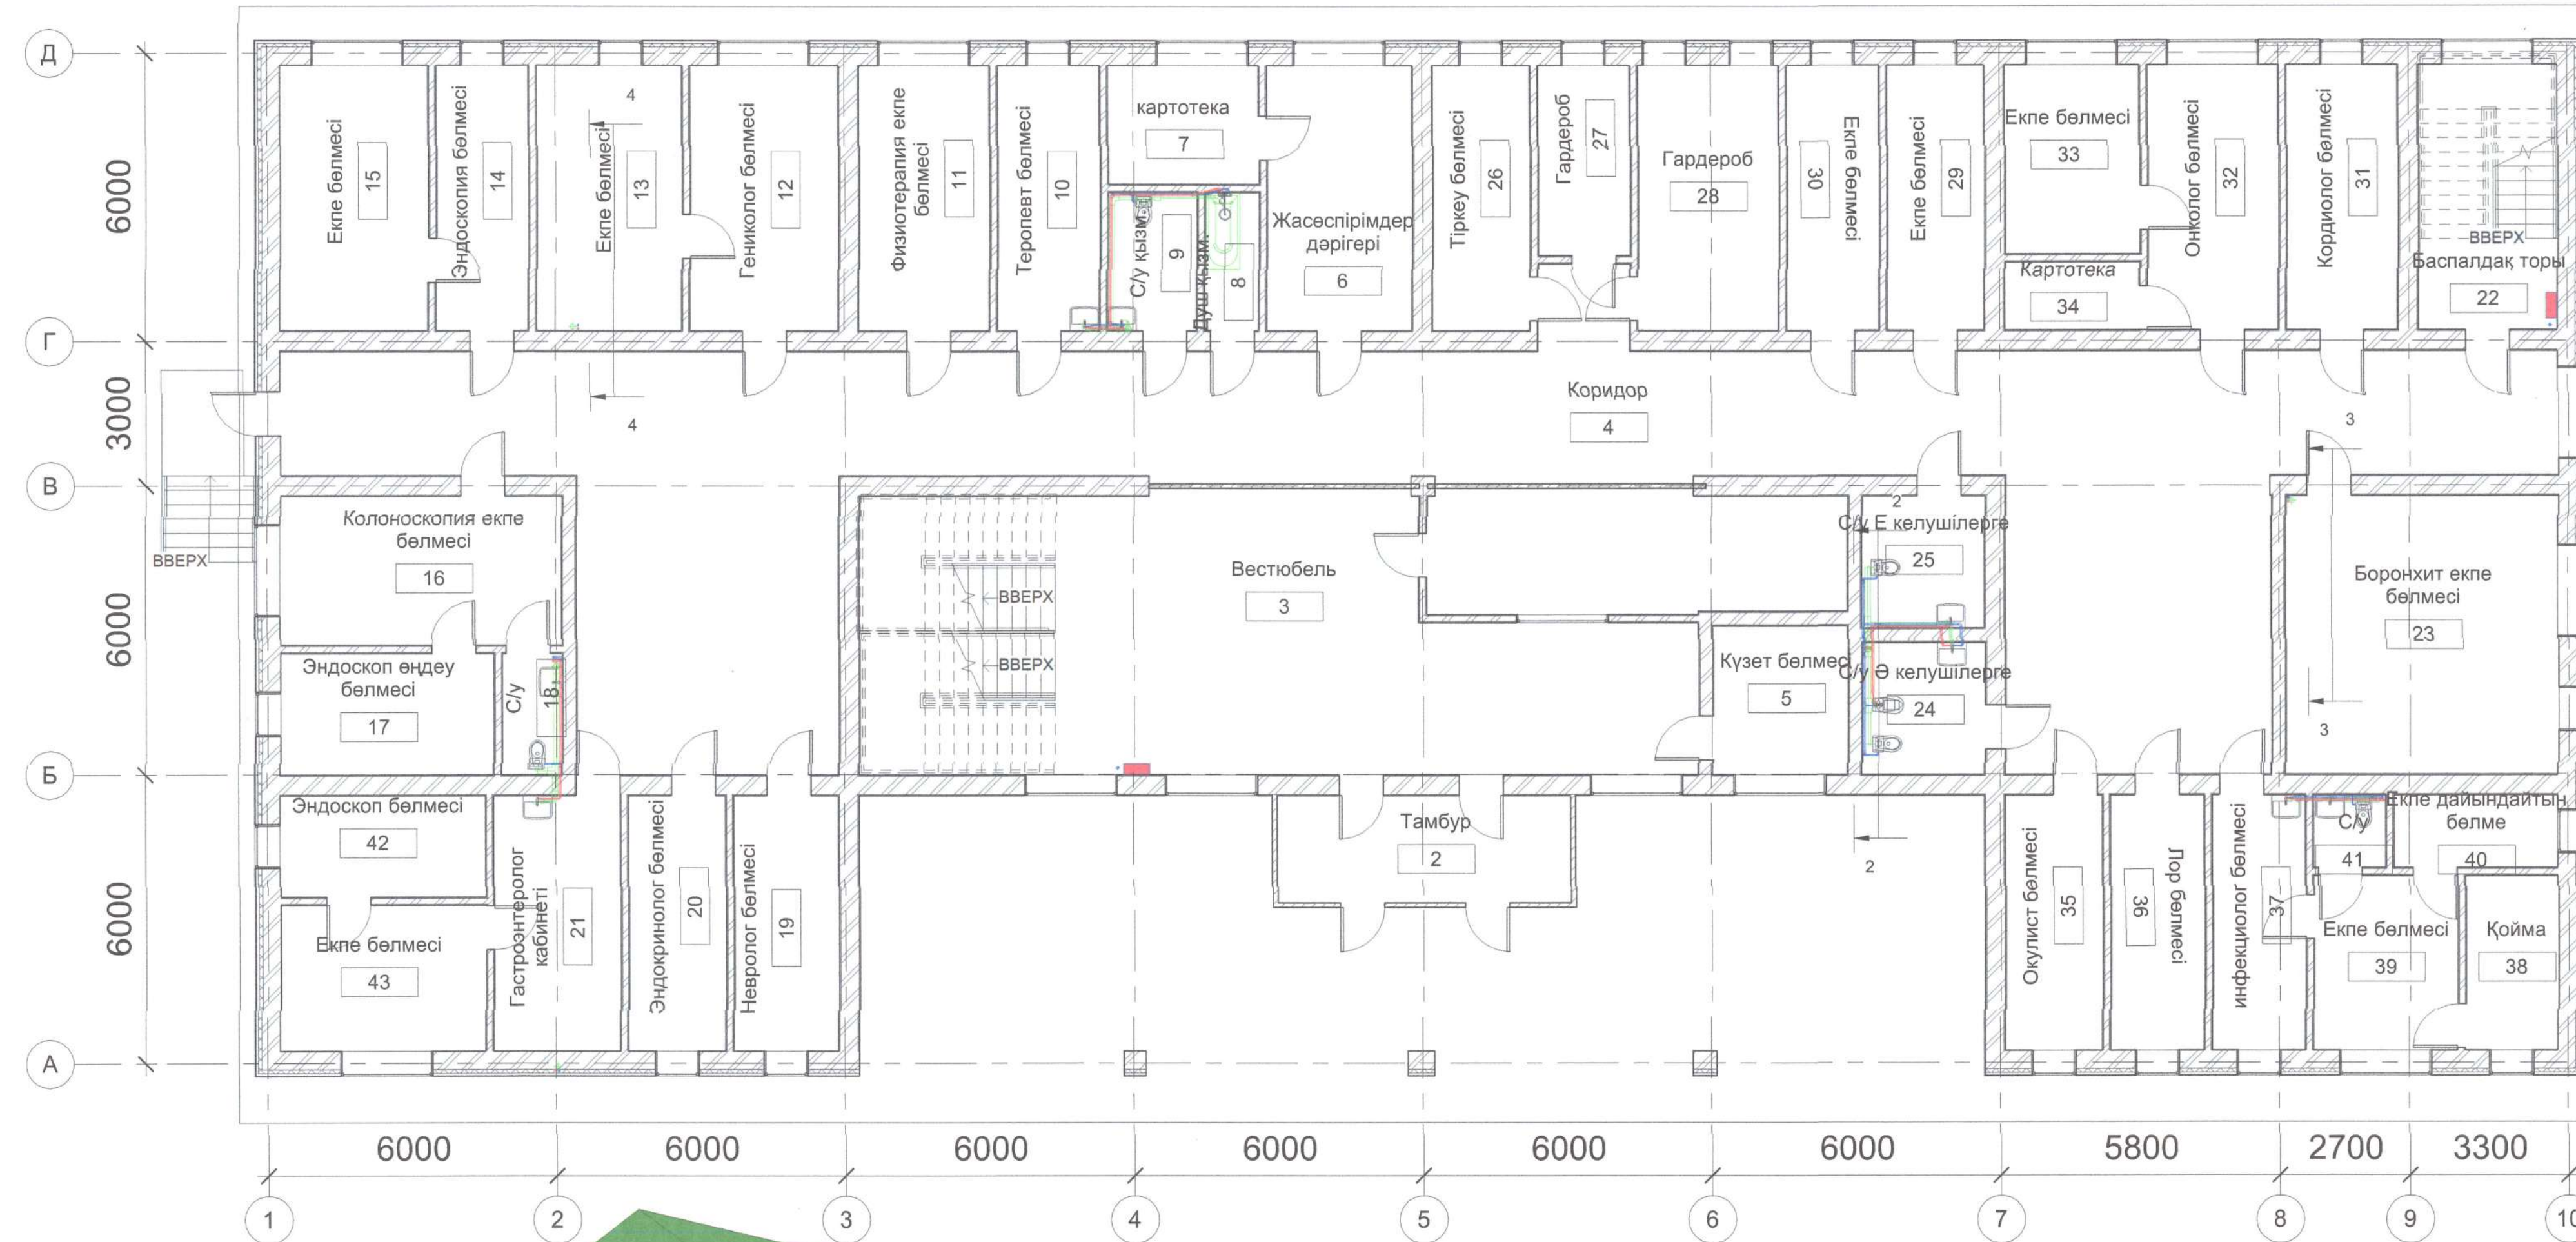 Д
6000
Г
3000
В
6000
Б
6000
А
Екпе бөлмесі
15
Эндоскопия бөлмесі
14
4
Екпе бөлмесі
13
Гениколог бөлмесі
12
Физиотерапия екпе
бөлмесі
11
Теропевт бөлмесі
10
картотека
7
С/у қызм.
9
Душ қызм.
8
Жасөспірімдер
дәрігері
6
Тіркеу бөлмесі
26
Гардероб
27
Гардероб
28
Екпе бөлмесі
30
Екпе бөлмесі
29
Екпе бөлмесі
33
Картотека
34
Онколог бөлмесі
32
Кордиолог бөлмесі
31
ВВЕРХ
Баспалдақ торы
22
4
Коридор
4
3
ВВЕРХ
Колоноскопия екпе
бөлмесі
16
Эндоскоп өңдеу
бөлмесі
17
С/у
18
ВВЕРХ
ВВЕРХ
Вестюбель
3
Күзет бөлмесі
5
2
С/у Е келушілерге
25
С/у Ә келушілерге
24
Боронхит екпе
бөлмесі
23
3
Эндоскоп бөлмесі
42
Екпе бөлмесі
43
Гастроэнтеролог
кабинеті
21
Эндокринолог бөлмесі
20
Невролог бөлмесі
19
Тамбур
2
2
Окулист бөлмесі
35
Лор бөлмесі
36
инфекциолог бөлмесі
37
С/у
41
Екпе дайындайтын
бөлме
40
Екпе бөлмесі
39
Қойма
38
6000
6000
6000
6000
6000
6000
5800
2700
3300
1
2
3
4
5
6
7
8
9
10